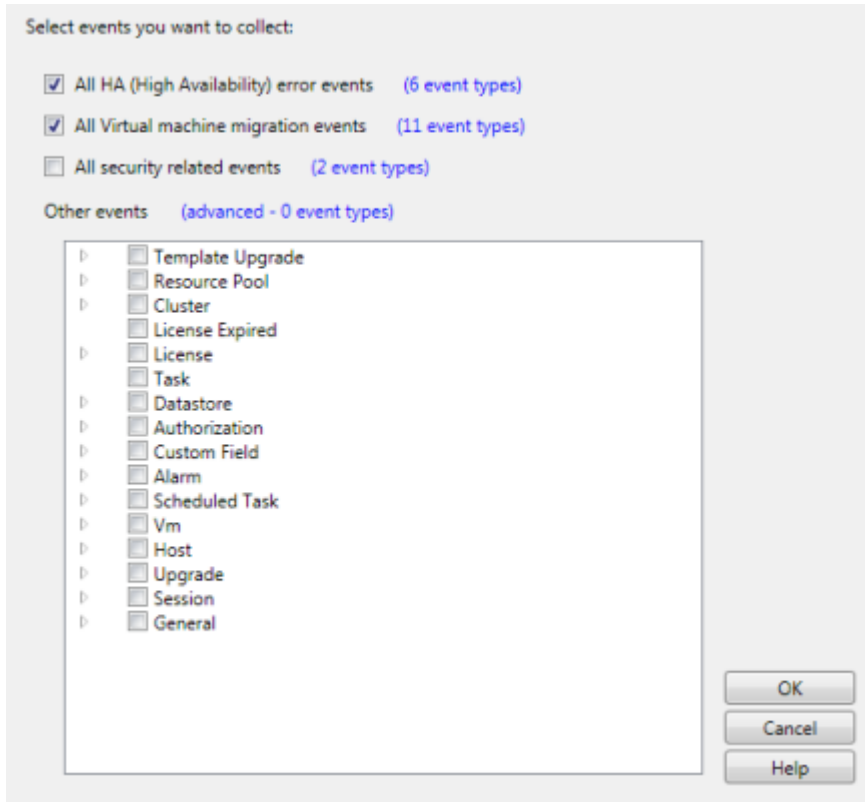 Select events you want to collect:
All HA (High Availability) error events (6 event types)
All Virtual machine migration events (11 event types)
All security related events (2 event types)
Other events (advanced - 0 event types)
Template Upgrade
Resource Pool
Cluster
License Expired
License
Task
Datastore
Authorization
Custom Field
Alarm
Scheduled Task
Vm
Host
Upgrade
Session
General
OK
Cancel
Help